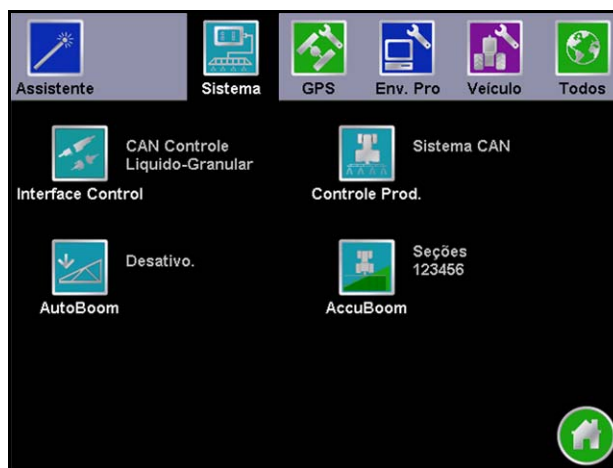 Assistente
Sistema
GPS
Env. Pro
Veículo
Todos
CAN Controle
Liquido-Granular
Interface Control
Sistema CAN
Controle Prod.
Desativo.
AutoBoom
Seções
123456
AccuBoom